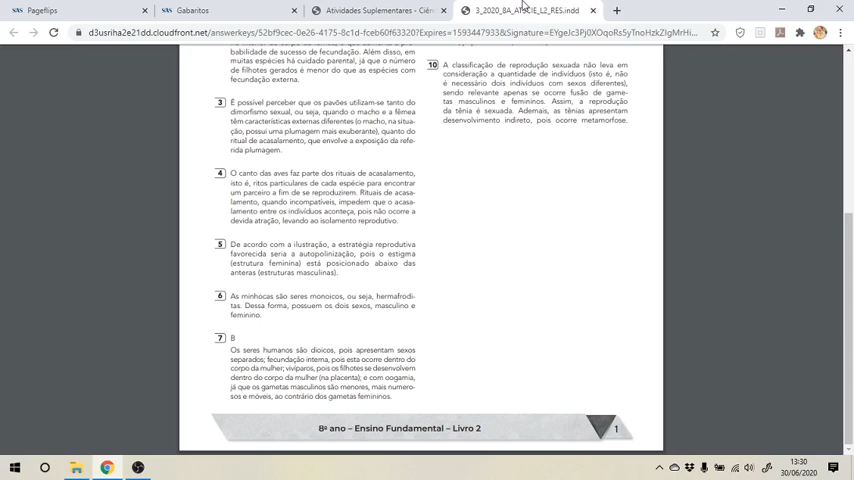 Pageflips
SAS Gabaritos
Atividades Suplementares - Ciên
3_2020_8A_ATSCIE_L2_RES.indd
d3usriha2e21dd.cloudfront.net/answerkeys/52bf9cec-0e26-4175-8c1d-fceb60f63320?Expires=1593447933&Signature=EYgeJc3Pj0XOqoRs5yTnoHzkZIgMrHi...
babilidade de sucesso de fecundação. Além disso, em
muitas espécies há cuidado parental, já que o número
de filhotes gerados é menor do que as espécies com
fecundação externa.
3 É possível perceber que os pavões utilizam-se tanto do
dimorfismo sexual, ou seja, quando o macho e a fêmea
têm características externas diferentes (o macho, na situa-
ção, possui uma plumagem mais exuberante), quanto do
ritual de acasalamento, que envolve a exposição da refe-
rida plumagem.
4 O canto das aves faz parte dos rituais de acasalamento,
isto é, ritos particulares de cada espécie para encontrar
um parceiro a fim de se reproduzirem. Rituais de acasa-
lamento, quando incompatíveis, impedem que o acasa-
lamento entre os indivíduos aconteça, pois não ocorre a
devida atração, levando ao isolamento reprodutivo.
5 De acordo com a ilustração, a estratégia reprodutiva
favorecida seria a autopolinização, pois o estigma
(estrutura feminina) está posicionado abaixo das
anteras (estruturas masculinas).
6 As minhocas são seres monoicos, ou seja, hermafrodi-
tas. Dessa forma, possuem os dois sexos, masculino e
feminino.
7 B
Os seres humanos são dioicos, pois apresentam sexos
separados; fecundação interna, pois esta ocorre dentro do
corpo da mulher; vivíparos, pois os filhotes se desenvolvem
dentro do corpo da mulher (na placenta); e com oogamia,
já que os gametas masculinos são menores, mais numero-
sos e móveis, ao contrário dos gametas femininos.
10 A classificação de reprodução sexuada não leva em
consideração a quantidade de indivíduos (isto é, não
é necessário dois indivíduos com sexos diferentes),
sendo relevante apenas se ocorre fusão de game-
tas masculinos e femininos. Assim, a reprodução
da tênia é sexuada. Ademais, as tênias apresentam
desenvolvimento indireto, pois ocorre metamorfose.
8º ano – Ensino Fundamental – Livro 2
1
13:30
30/06/2020